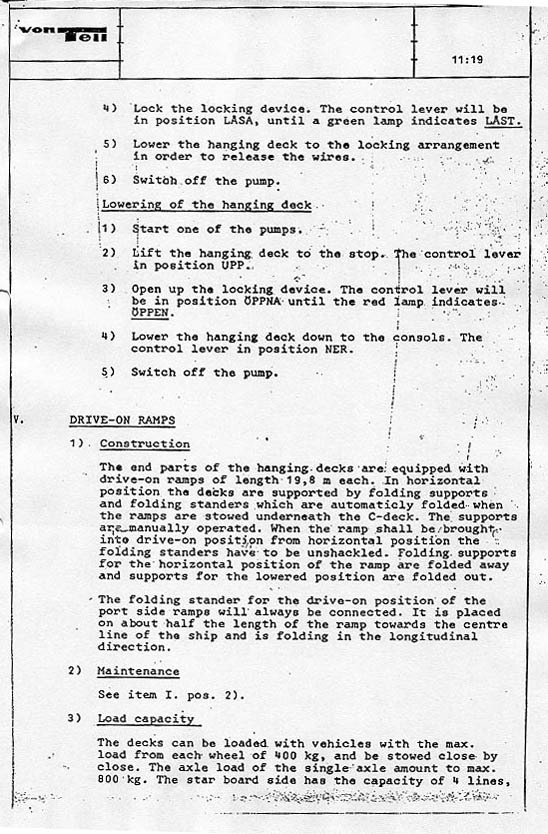 von
Tell
11:19
4) Lock the locking device. The control lever will be
in position LÅSA, until a green lamp indicates LÅST.
5) Lower the hanging deck to the locking arrangement
in order to release the wires.
6) Switch off the pump.
Lowering of the hanging deck
1) Start one of the pumps.
2) Lift the hanging deck to the stop. The control lever
in position UPP.
3) Open up the locking device. The control lever will
be in position ÖPPNA until the red lamp indicates
ÖPPEN.
4) Lower the hanging deck down to the consols. The
control lever in position NER.
5) Switch off the pump.
V. DRIVE-ON RAMPS
1) Construction
The end parts of the hanging decks are equipped with
drive-on ramps of length 19,8 m each. In horizontal
position the decks are supported by folding supports
and folding standers which are automaticly folded when
the ramps are stowed underneath the C-deck. The supports
are manually operated. When the ramp shall be brought
into drive-on position from horizontal position the
folding standers have to be unshackled. Folding supports
for the horizontal position of the ramp are folded away
and supports for the lowered position are folded out.
The folding stander for the drive-on position of the
port side ramps will always be connected. It is placed
on about half the length of the ramp towards the centre
line of the ship and is folding in the longitudinal
direction.
2) Maintenance
See item I. pos. 2).
3) Load capacity
The decks can be loaded with vehicles with the max.
load from each wheel of 400 kg, and be stowed close by
close. The axle load of the single axle amount to max.
800 kg. The star board side has the capacity of 4 lines,